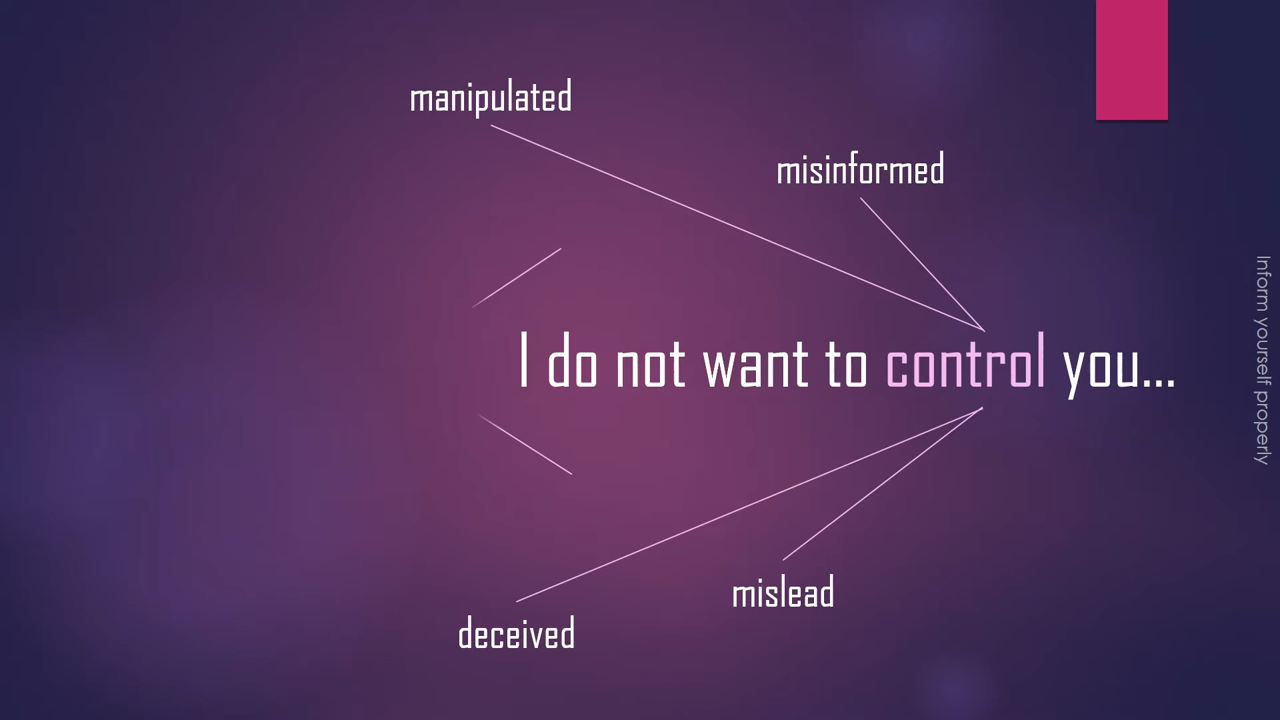 manipulated
misinformed
I do not want to control you...
mislead
deceived
Inform yourself properly